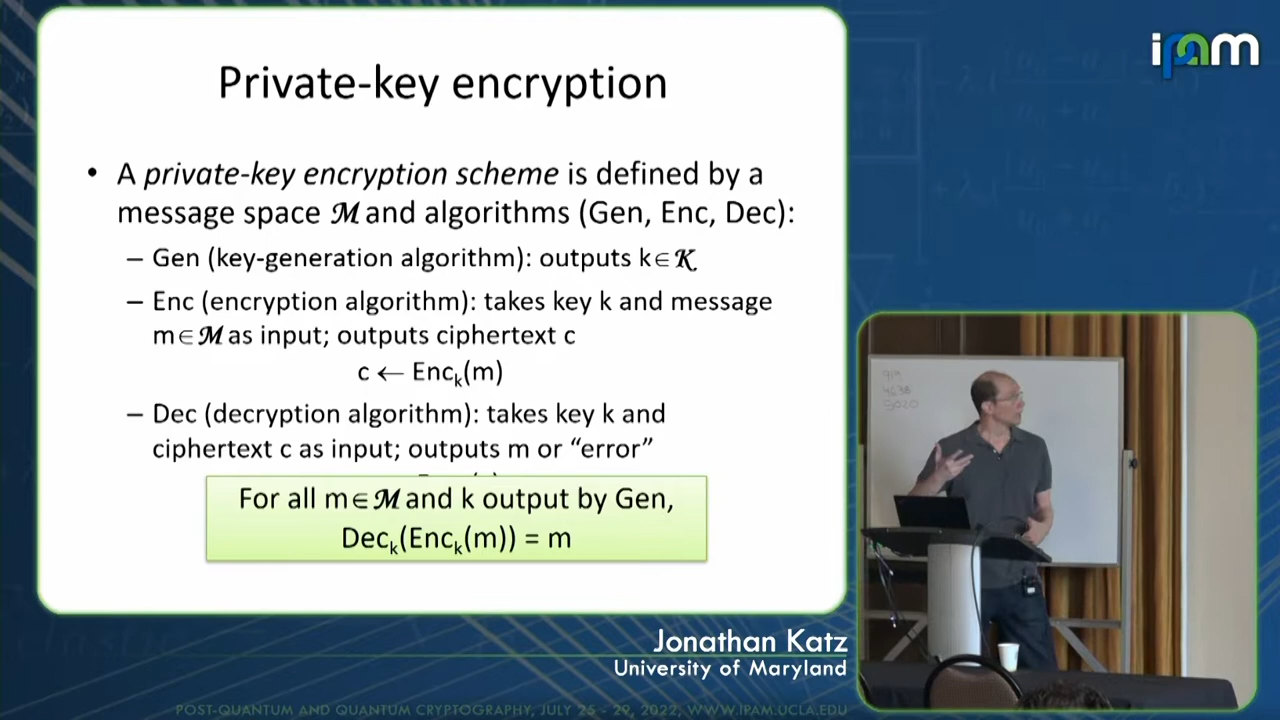 ipam
Private-key encryption
• A private-key encryption scheme is defined by a
message space ℳ and algorithms (Gen, Enc, Dec):
– Gen (key-generation algorithm): outputs k∈𝒦
– Enc (encryption algorithm): takes key k and message
m∈ℳ as input; outputs ciphertext c
c ← Encₖ(m)
– Dec (decryption algorithm): takes key k and
ciphertext c as input; outputs m or “error”
For all m∈ℳ and k output by Gen,
Decₖ(Encₖ(m)) = m
919
4638
9020
Jonathan Katz
University of Maryland
POST-QUANTUM AND QUANTUM CRYPTOGRAPHY, JULY 25 - 29, 2022, WWW.IPAM.UCLA.EDU